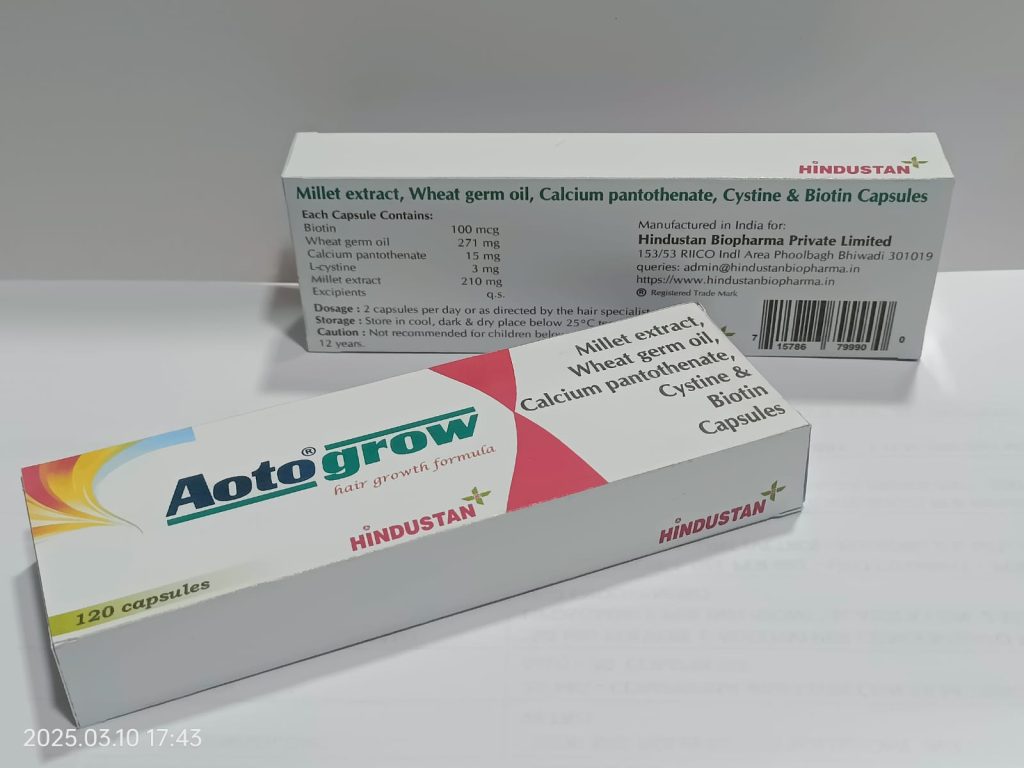 HINDUSTAN
Millet extract, Wheat germ oil, Calcium pantothenate, Cystine & Biotin Capsules
Each Capsule Contains:
Biotin 100 mcg
Wheat germ oil 271 mg
Calcium pantothenate 15 mg
L-cystine 3 mg
Millet extract 210 mg
Excipients q.s.
Dosage : 2 capsules per day or as directed by the hair specialist
Storage : Store in cool, dark & dry place below 25°C
Caution : Not recommended for children below
12 years.
Manufactured in India for:
Hindustan Biopharma Private Limited
153/53 RIICO Indl Area Phoolbagh Bhiwadi 301019
queries: admin@hindustanbiopharma.in
https://www.hindustanbiopharma.in
® Registered Trade Mark
7 15786 79990 0
Millet extract,
Wheat germ oil,
Calcium pantothenate,
Cystine &
Biotin
Capsules
Aotogrow®
hair growth formula
HINDUSTAN
120 capsules
HINDUSTAN
2025.03.10 17:43